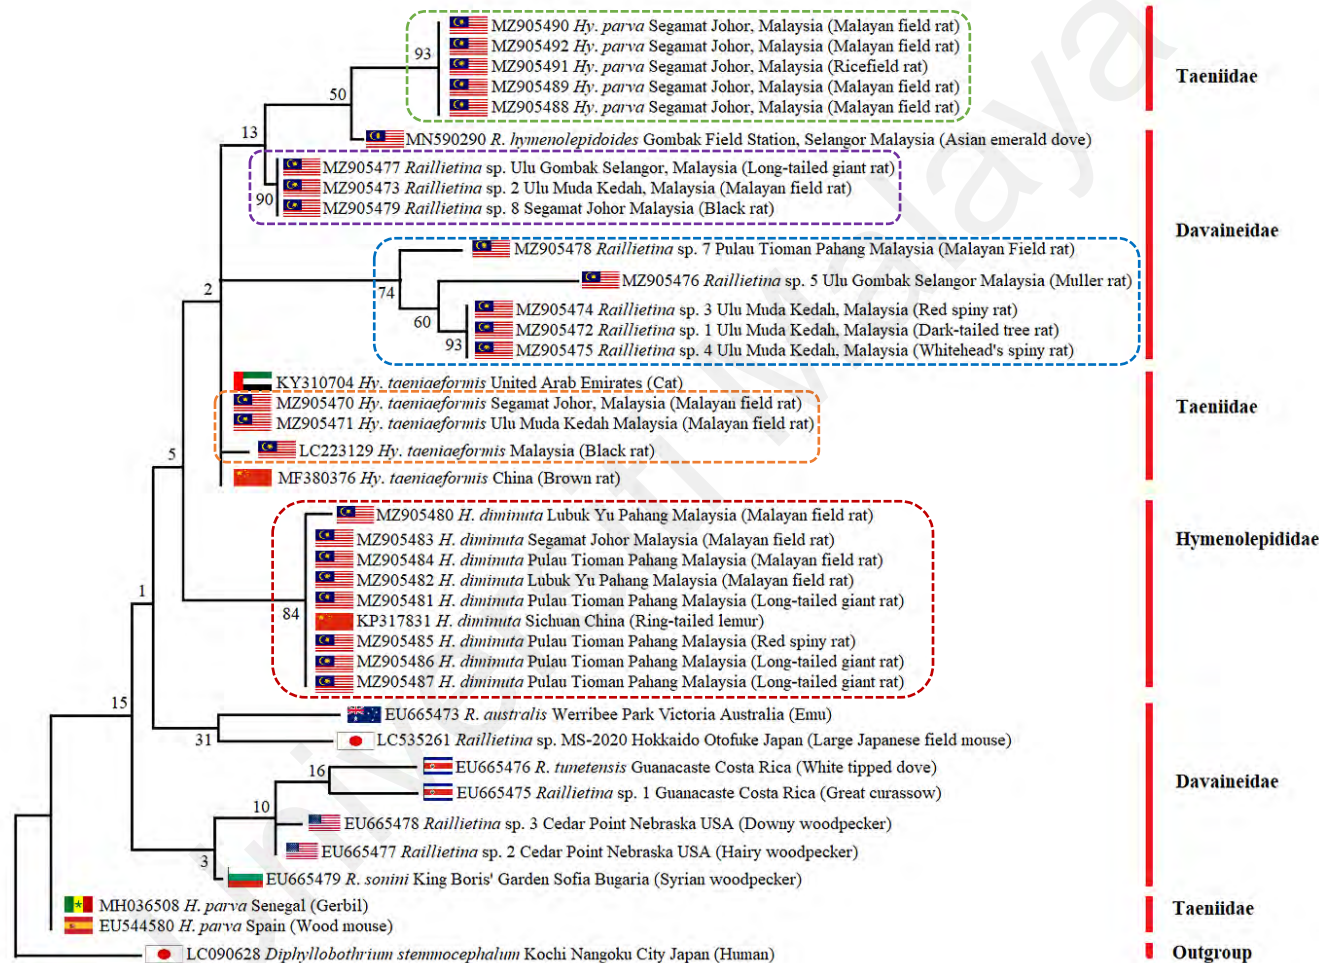 MZ905490 Hy. parva Segamat Johor, Malaysia (Malayan field rat)
93
MZ905492 Hy. parva Segamat Johor, Malaysia (Malayan field rat)
MZ905491 Hy. parva Segamat Johor, Malaysia (Ricefield rat)
Taeniidae
MZ905489 Hy. parva Segamat Johor, Malaysia (Malayan field rat)
50
MZ905488 Hy. parva Segamat Johor, Malaysia (Malayan field rat)
13
MN590290 R. hymenolepidoides Gombak Field Station, Selangor Malaysia (Asian emerald dove)
MZ905477 Raillietina sp. Ulu Gombak Selangor, Malaysia (Long-tailed giant rat)
MZ905473 Raillietina sp. 2 Ulu Muda Kedah, Malaysia (Malayan field rat)
90
MZ905479 Raillietina sp. 8 Segamat Johor Malaysia (Black rat)
Davaineidae
MZ905478 Raillietina sp. 7 Pulau Tioman Pahang Malaysia (Malayan Field rat)
MZ905476 Raillietina sp. 5 Ulu Gombak Selangor Malaysia (Muller rat)
2
74
MZ905474 Raillietina sp. 3 Ulu Muda Kedah, Malaysia (Red spiny rat)
60
MZ905472 Raillietina sp. 1 Ulu Muda Kedah, Malaysia (Dark-tailed tree rat)
93
MZ905475 Raillietina sp. 4 Ulu Muda Kedah, Malaysia (Whitehead's spiny rat)
KY310704 Hy. taeniaeformis United Arab Emirates (Cat)
MZ905470 Hy. taeniaeformis Segamat Johor, Malaysia (Malayan field rat)
Taeniidae
MZ905471 Hy. taeniaeformis Ulu Muda Kedah Malaysia (Malayan field rat)
LC223129 Hy. taeniaeformis Malaysia (Black rat)
5
MF380376 Hy. taeniaeformis China (Brown rat)
MZ905480 H. diminuta Lubuk Yu Pahang Malaysia (Malayan field rat)
MZ905483 H. diminuta Segamat Johor Malaysia (Malayan field rat)
Hymenolepididae
MZ905484 H. diminuta Pulau Tioman Pahang Malaysia (Malayan field rat)
MZ905482 H. diminuta Lubuk Yu Pahang Malaysia (Malayan field rat)
1
MZ905481 H. diminuta Pulau Tioman Pahang Malaysia (Long-tailed giant rat)
84
KP317831 H. diminuta Sichuan China (Ring-tailed lemur)
MZ905485 H. diminuta Pulau Tioman Pahang Malaysia (Red spiny rat)
MZ905486 H. diminuta Pulau Tioman Pahang Malaysia (Long-tailed giant rat)
MZ905487 H. diminuta Pulau Tioman Pahang Malaysia (Long-tailed giant rat)
15
EU665473 R. australis Werribee Park Victoria Australia (Emu)
31
LC535261 Raillietina sp. MS-2020 Hokkaido Otofuke Japan (Large Japanese field mouse)
16
EU665476 R. tunetensis Guanacaste Costa Rica (White tipped dove)
Davaineidae
EU665475 Raillietina sp. 1 Guanacaste Costa Rica (Great curassow)
10
EU665478 Raillietina sp. 3 Cedar Point Nebraska USA (Downy woodpecker)
EU665477 Raillietina sp. 2 Cedar Point Nebraska USA (Hairy woodpecker)
3
EU665479 R. sonini King Boris' Garden Sofia Bugaria (Syrian woodpecker)
MH036508 H. parva Senegal (Gerbil)
Taeniidae
EU544580 H. parva Spain (Wood mouse)
LC090628 Diphyllobothrium stemmocephalum Kochi Nangoku City Japan (Human)
Outgroup
Universiti Malaya